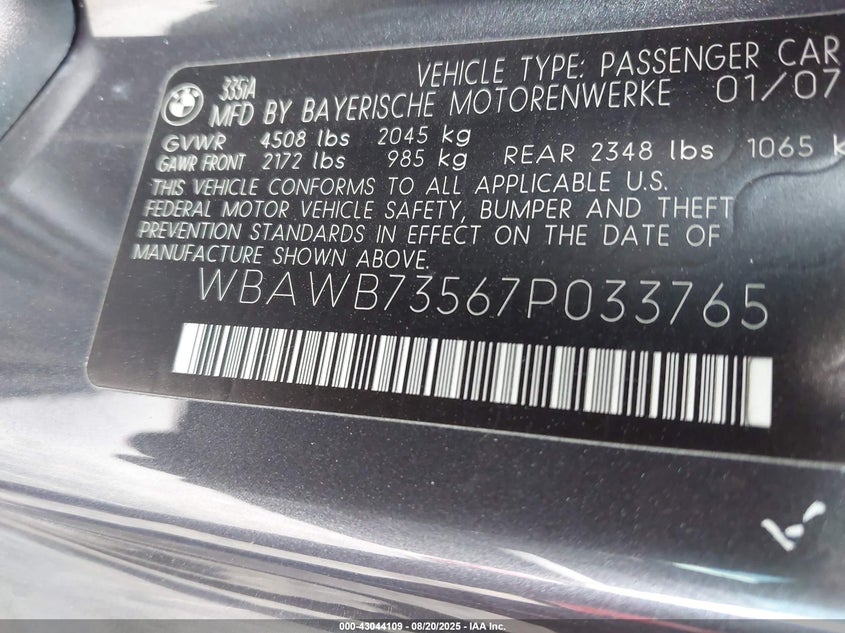 335iA
VEHICLE TYPE: PASSENGER CAR
MFD BY BAYERISCHE MOTORENWERKE 01/07
GVWR 4508 lbs 2045 kg
GAWR FRONT 2172 lbs 985 kg REAR 2348 lbs 1065 k
THIS VEHICLE CONFORMS TO ALL APPLICABLE U.S.
FEDERAL MOTOR VEHICLE SAFETY, BUMPER AND THEFT
PREVENTION STANDARDS IN EFFECT ON THE DATE OF
MANUFACTURE SHOWN ABOVE.
WBAWB73567P033765
000-43044109 - 08/20/2025 - IAA Inc.